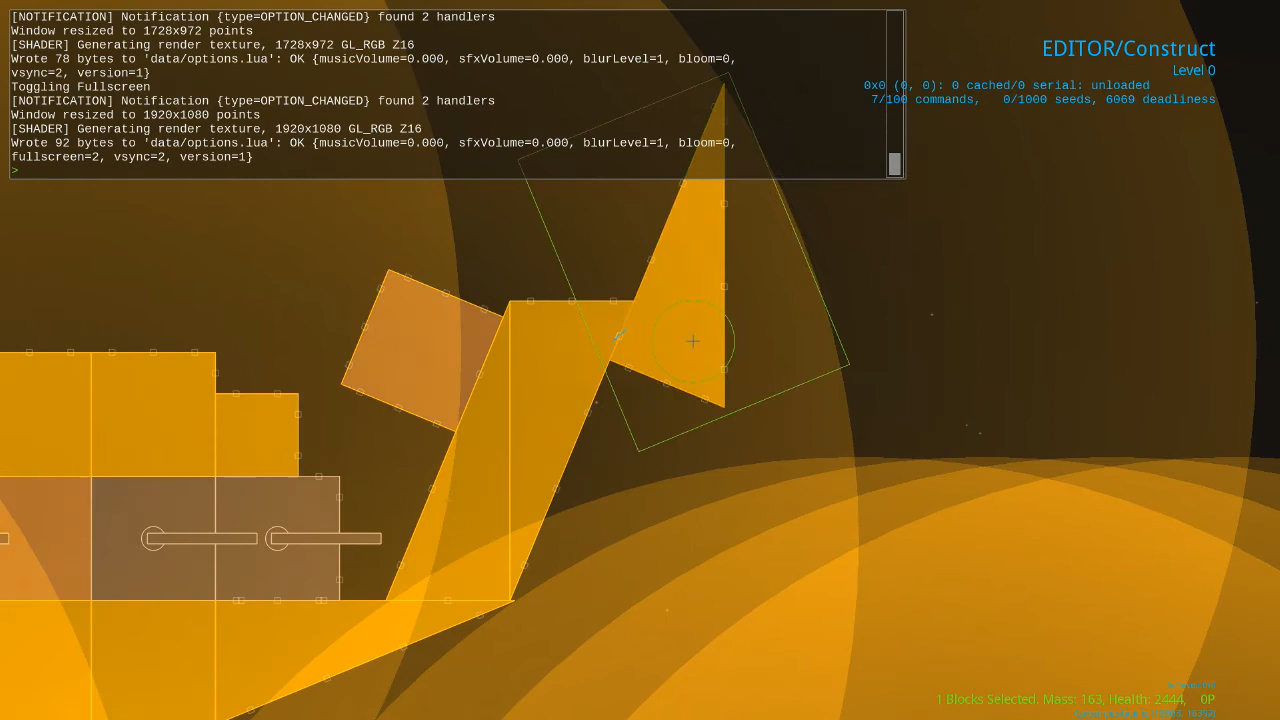 [NOTIFICATION] Notification {type=OPTION_CHANGED} found 2 handlers
Window resized to 1728x972 points
[SHADER] Generating render texture, 1728x972 GL_RGB Z16
Wrote 78 bytes to 'data/options.lua': OK {musicVolume=0.000, sfxVolume=0.000, blurLevel=1, bloom=0,
vsync=2, version=1}
Toggling Fullscreen
[NOTIFICATION] Notification {type=OPTION_CHANGED} found 2 handlers
Window resized to 1920x1080 points
[SHADER] Generating render texture, 1920x1080 GL_RGB Z16
Wrote 92 bytes to 'data/options.lua': OK {musicVolume=0.000, sfxVolume=0.000, blurLevel=1, bloom=0,
fullscreen=2, vsync=2, version=1}
>
EDITOR/Construct
Level 0
0x0 (0, 0): 0 cached/0 serial: unloaded
7/100 commands, 0/1000 seeds, 6069 deadliness
1 Blocks Selected. Mass: 163, Health: 2444, 0P